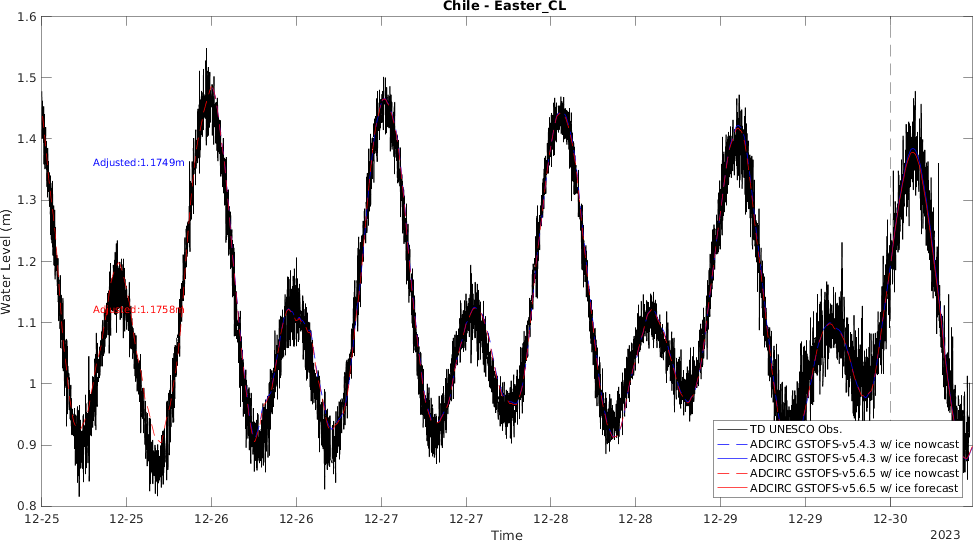 Chile - Easter_CL
1.6
1.5
1.4
1.3
1.2
1.1
1
0.9
0.8
Water Level (m)
Adjusted:1.1749m
Adjusted:1.1758m
TD UNESCO Obs.
ADCIRC GSTOFS-v5.4.3 w/ ice nowcast
ADCIRC GSTOFS-v5.4.3 w/ ice forecast
ADCIRC GSTOFS-v5.6.5 w/ ice nowcast
ADCIRC GSTOFS-v5.6.5 w/ ice forecast
12-25 12-25 12-26 12-26 12-27 12-27 12-28 12-28 12-29 12-29 12-30
Time
2023